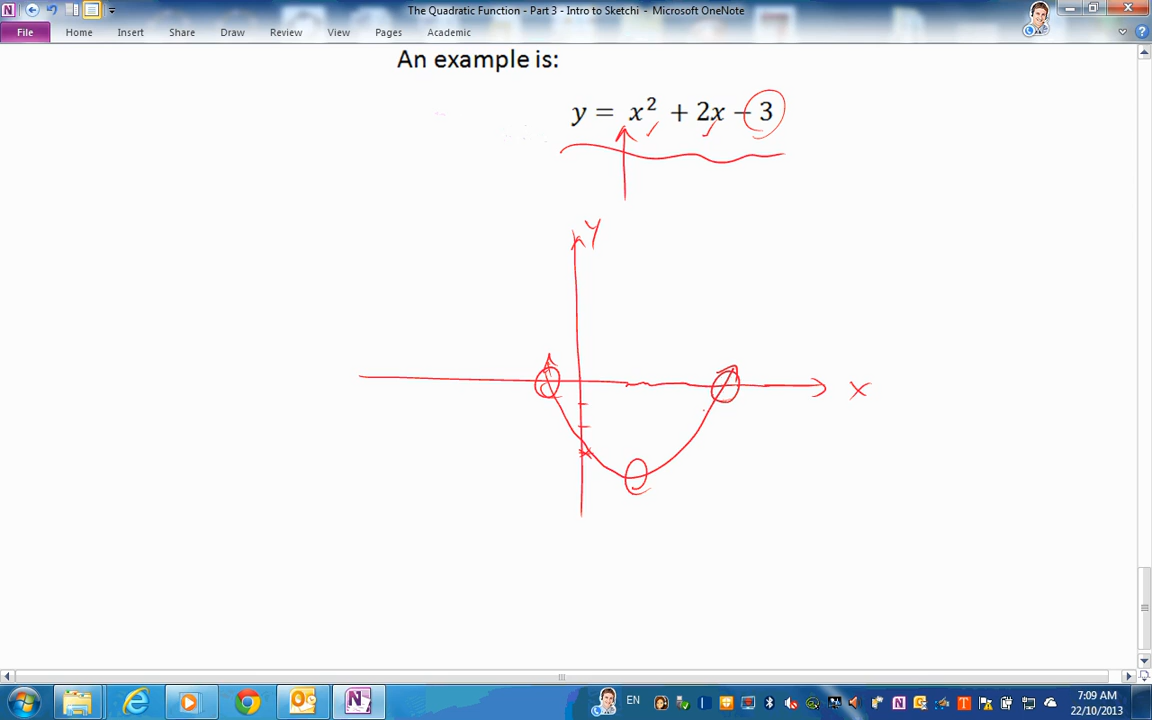 The Quadratic Function - Part 3 - Intro to Sketchi - Microsoft OneNote
File Home Insert Share Draw Review View Pages Academic
An example is:
y = x² + 2x − 3
Y
x
EN
7:09 AM
22/10/2013